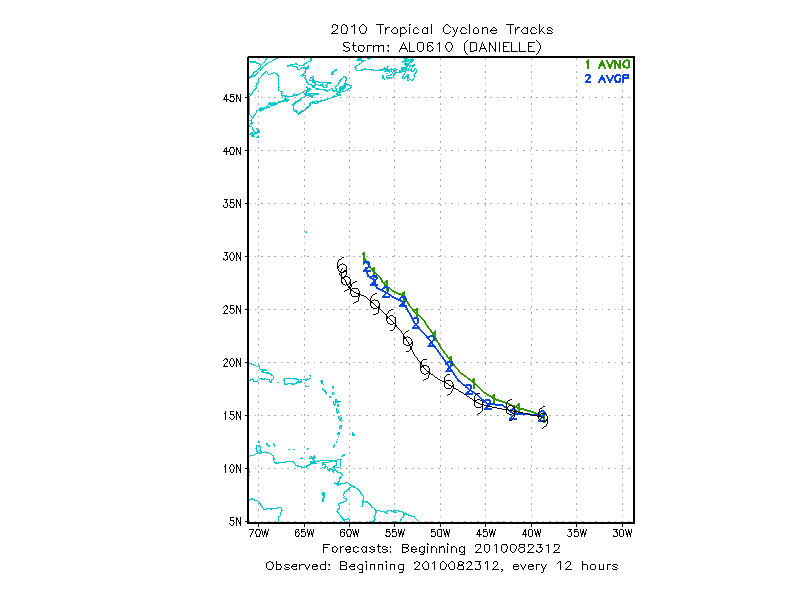 2010 Tropical Cyclone Tracks
Storm: AL0610 (DANIELLE)
1 AVNO
2 AVGP
45N
40N
35N
30N
25N
20N
15N
10N
5N
70W 65W 60W 55W 50W 45W 40W 35W 30W
Forecasts: Beginning 2010082312
Observed: Beginning 2010082312, every 12 hours